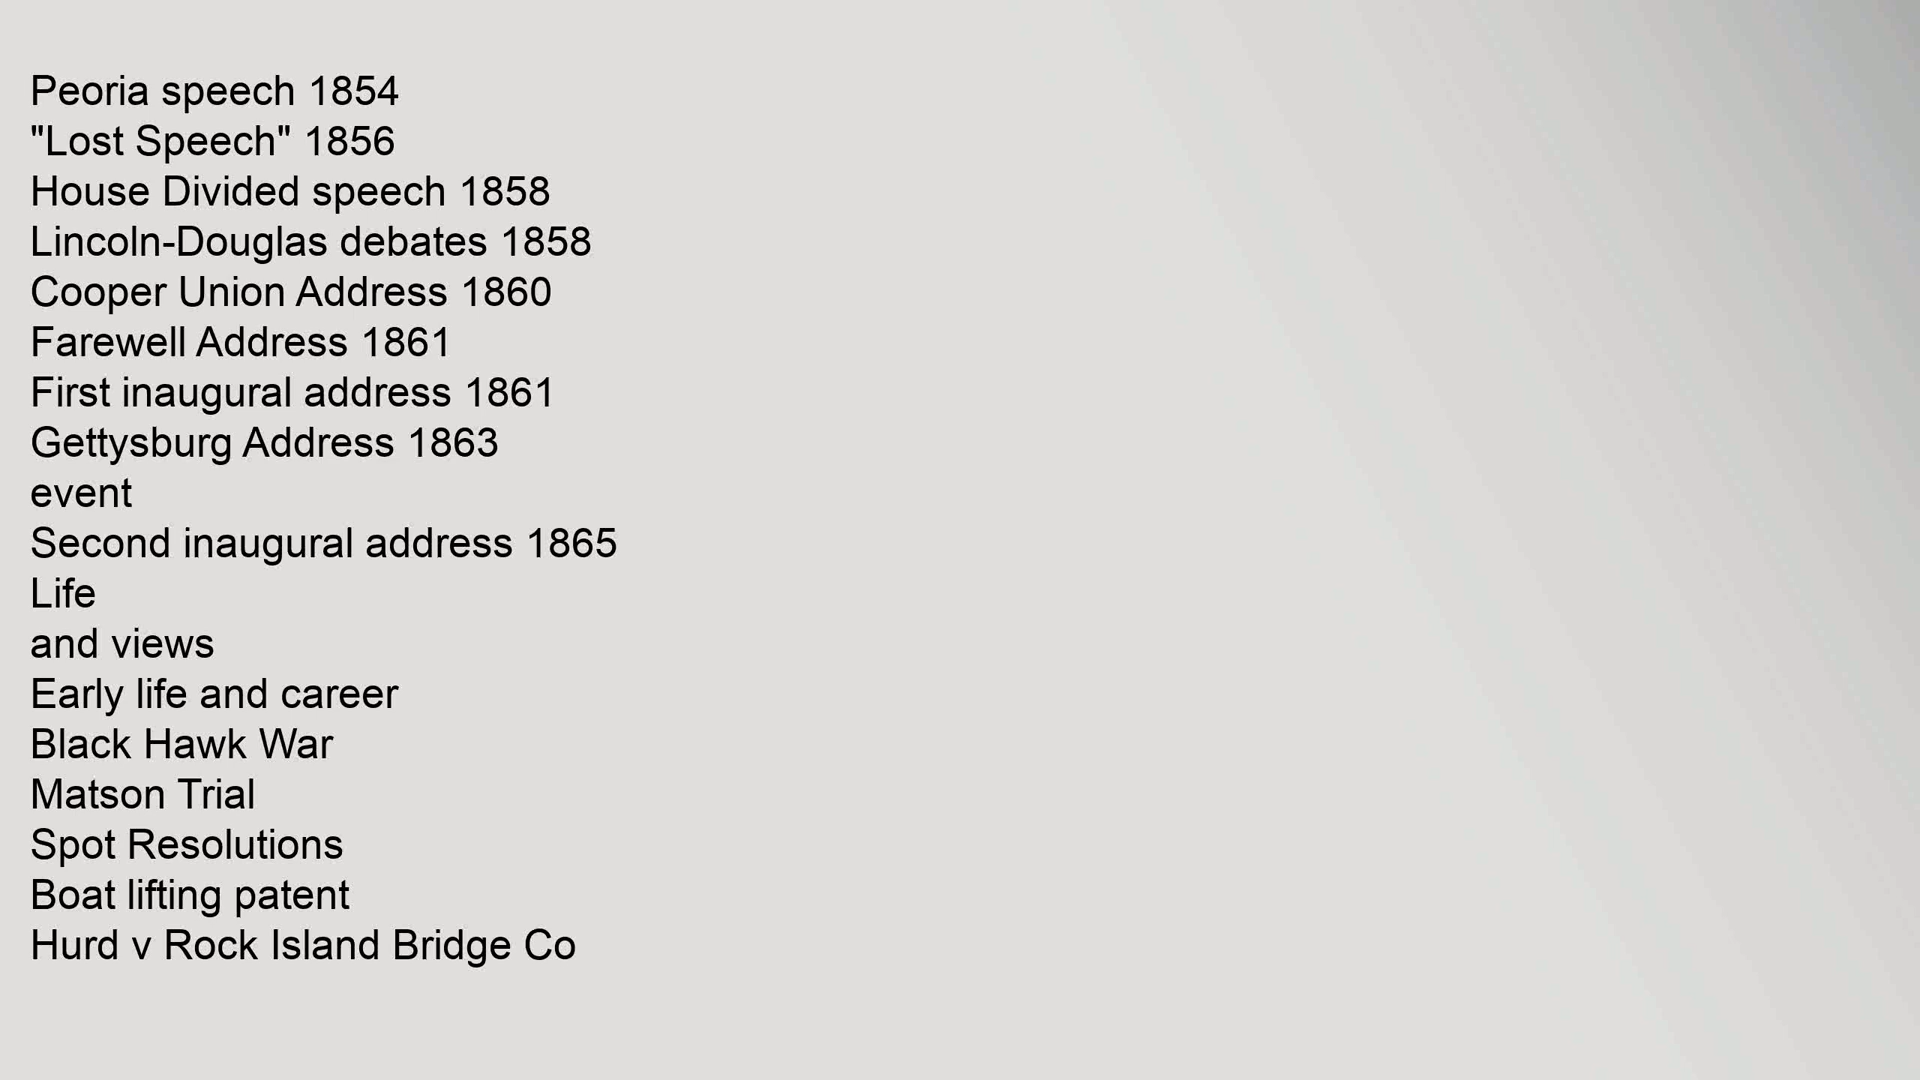 Peoria speech 1854
"Lost Speech" 1856
House Divided speech 1858
Lincoln-Douglas debates 1858
Cooper Union Address 1860
Farewell Address 1861
First inaugural address 1861
Gettysburg Address 1863
event
Second inaugural address 1865
Life
and views
Early life and career
Black Hawk War
Matson Trial
Spot Resolutions
Boat lifting patent
Hurd v Rock Island Bridge Co